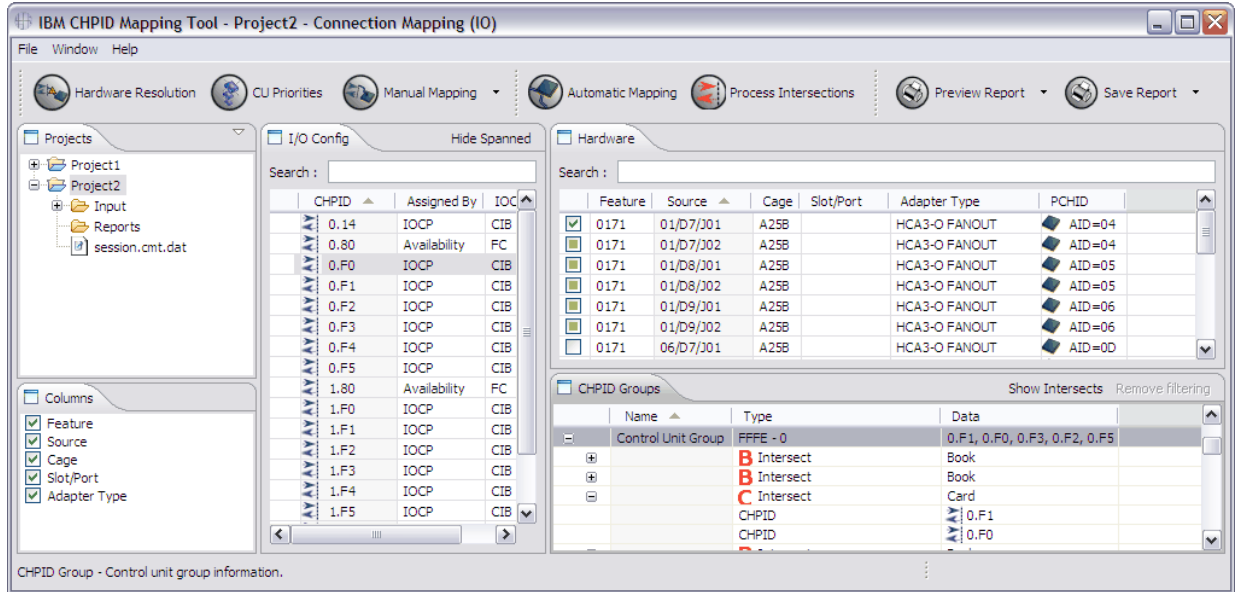 IBM CHPID Mapping Tool - Project2 - Connection Mapping (IO)
File Window Help
Hardware Resolution CU Priorities Manual Mapping Automatic Mapping Process Intersections Preview Report Save Report
Projects
Project1
Project2
Input
Reports
session.cmt.dat
Columns
Feature
Source
Cage
Slot/Port
Adapter Type
I/O Config Hide Spanned
Search :
CHPID Assigned By IOC
0.14 IOCP CIB
0.80 Availability FC
0.F0 IOCP CIB
0.F1 IOCP CIB
0.F2 IOCP CIB
0.F3 IOCP CIB
0.F4 IOCP CIB
0.F5 IOCP CIB
1.80 Availability FC
1.F0 IOCP CIB
1.F1 IOCP CIB
1.F2 IOCP CIB
1.F3 IOCP CIB
1.F4 IOCP CIB
1.F5 IOCP CIB
Hardware
Search :
Feature Source Cage Slot/Port Adapter Type PCHID
0171 01/D7/J01 A25B HCA3-O FANOUT AID=04
0171 01/D7/J02 A25B HCA3-O FANOUT AID=04
0171 01/D8/J01 A25B HCA3-O FANOUT AID=05
0171 01/D8/J02 A25B HCA3-O FANOUT AID=05
0171 01/D9/J01 A25B HCA3-O FANOUT AID=06
0171 01/D9/J02 A25B HCA3-O FANOUT AID=06
0171 06/D7/J01 A25B HCA3-O FANOUT AID=0D
CHPID Groups Show Intersects Remove filtering
Name Type Data
Control Unit Group FFFE - 0 0.F1, 0.F0, 0.F3, 0.F2, 0.F5
B Intersect Book
B Intersect Book
C Intersect Card
CHPID 0.F1
CHPID 0.F0
CHPID Group - Control unit group information.